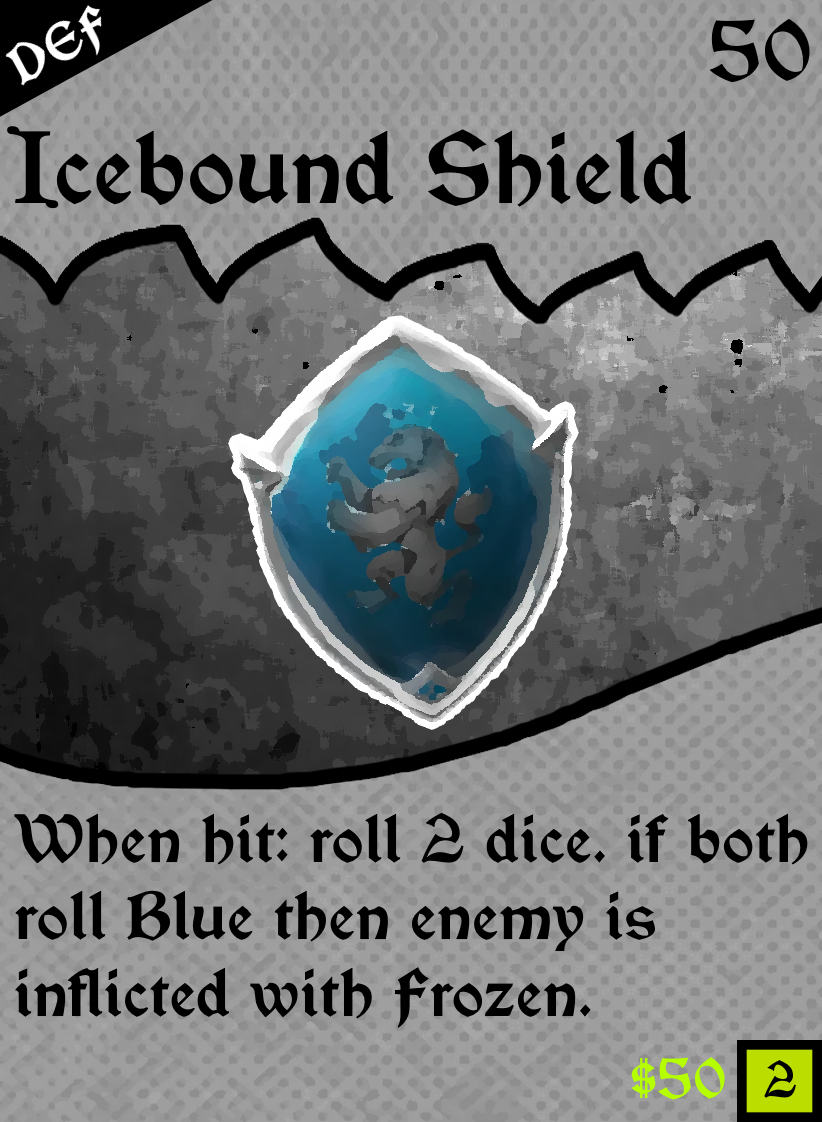 DEF
50
Icebound Shield
When hit: roll 2 dice. if both
roll Blue then enemy is
inflicted with Frozen.
$50
2